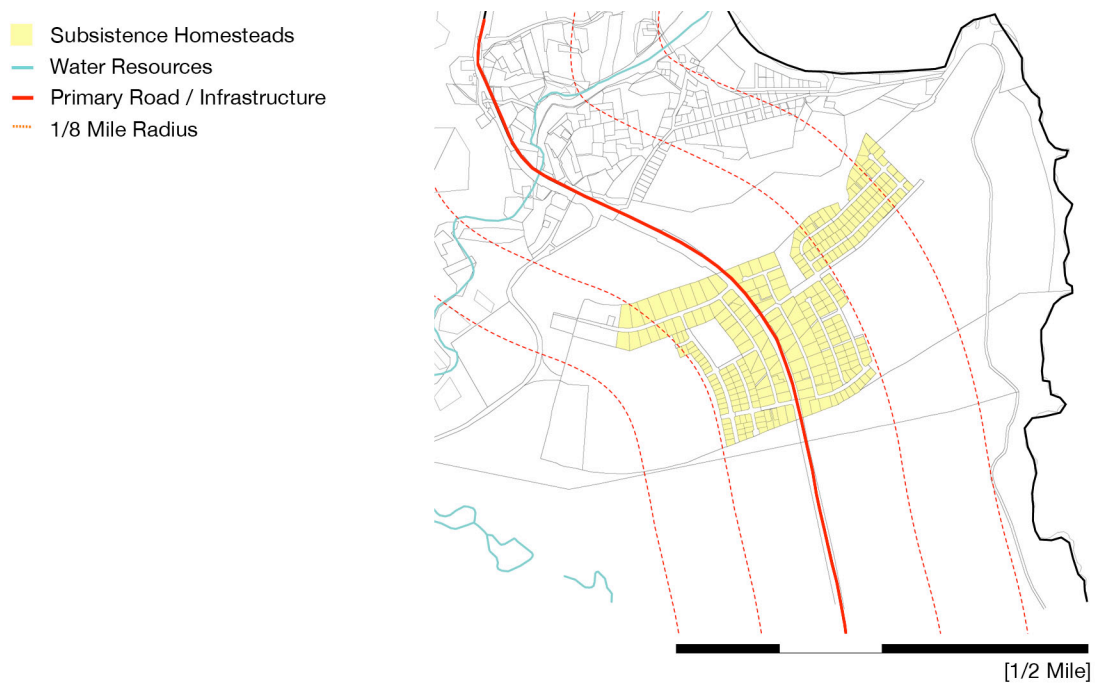 Subsistence Homesteads
Water Resources
Primary Road / Infrastructure
1/8 Mile Radius
[1/2 Mile]